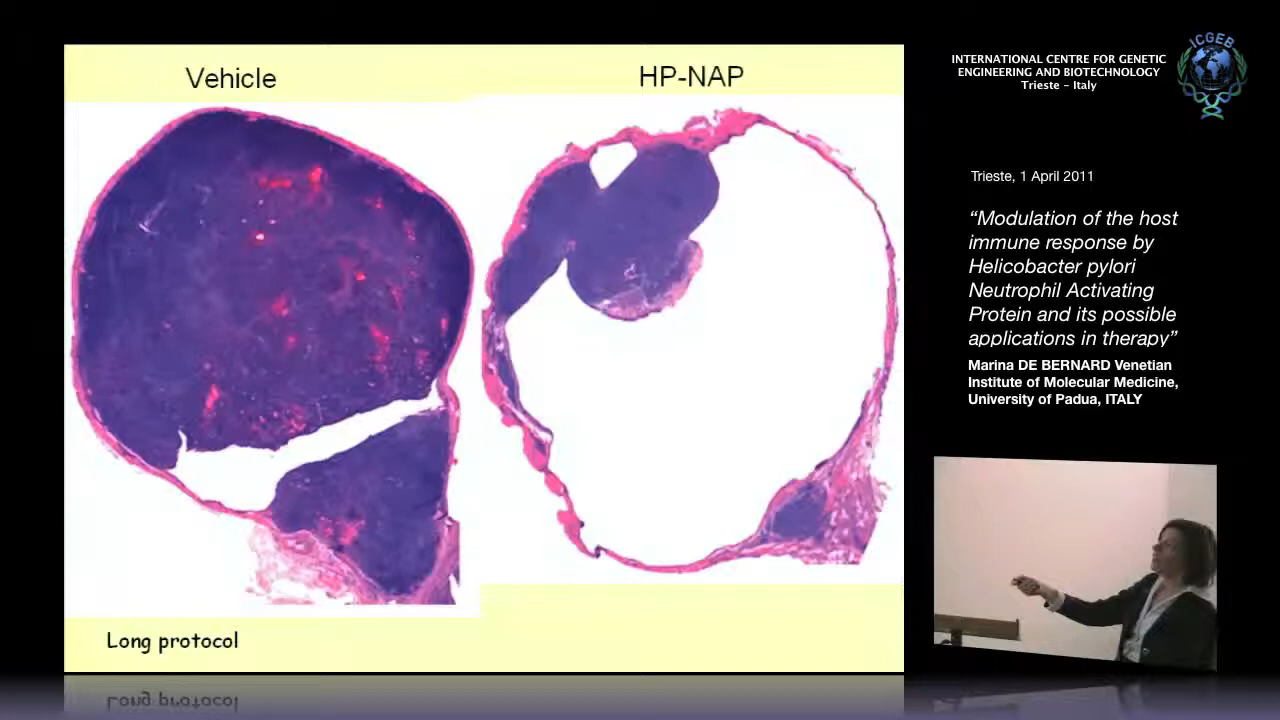 Vehicle
HP-NAP
Long protocol
INTERNATIONAL CENTRE FOR GENETIC
ENGINEERING AND BIOTECHNOLOGY
Trieste – Italy
ICGEB
Trieste, 1 April 2011
“Modulation of the host
immune response by
Helicobacter pylori
Neutrophil Activating
Protein and its possible
applications in therapy”
Marina DE BERNARD Venetian
Institute of Molecular Medicine,
University of Padua, ITALY